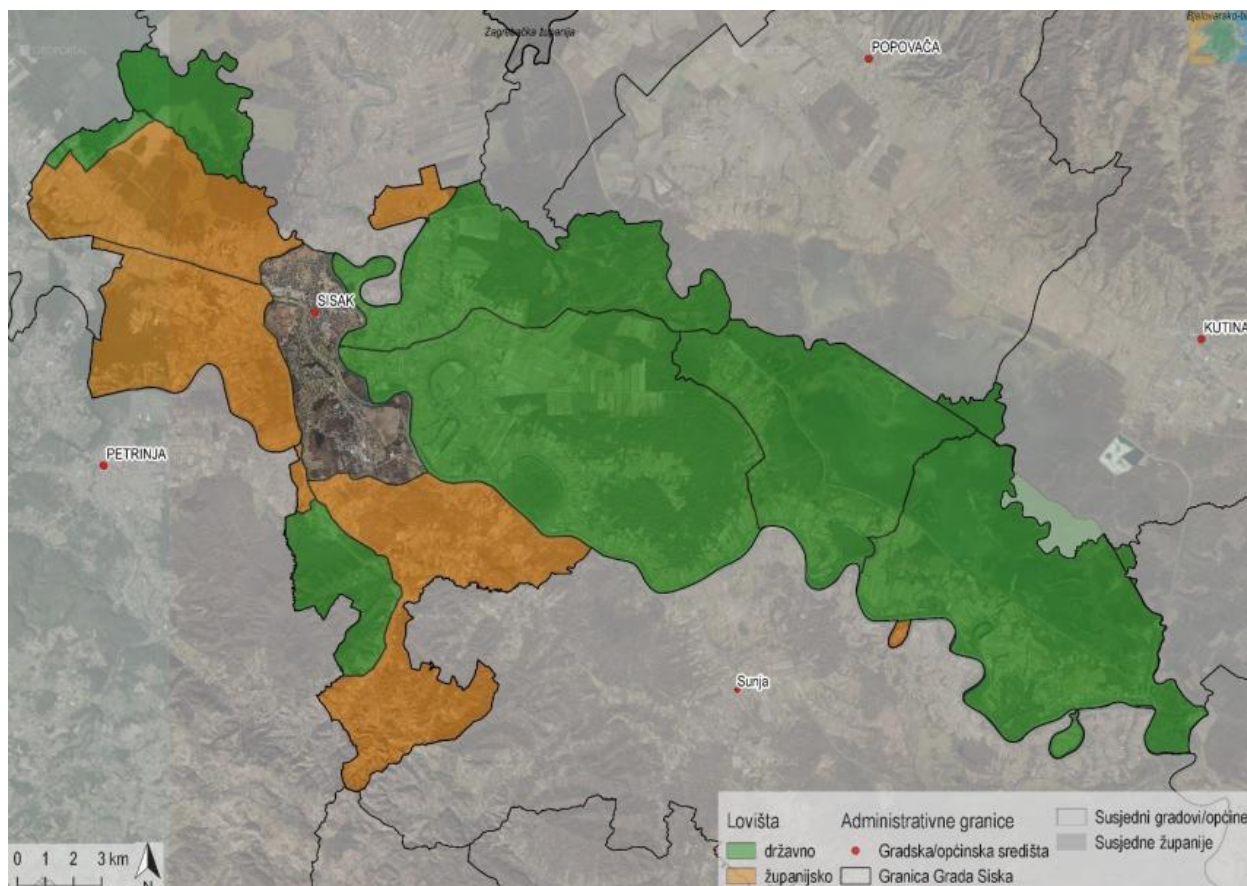 Zagrebačka županija
POPOVAČA
SISAK
KUTINA
PETRINJA
Sunja
Lovišta
državno
županijsko
Administrativne granice
Gradska/općinska središta
Granica Grada Siska
Susjedni gradovi/općine
Susjedne županije
0 1 2 3 km
N